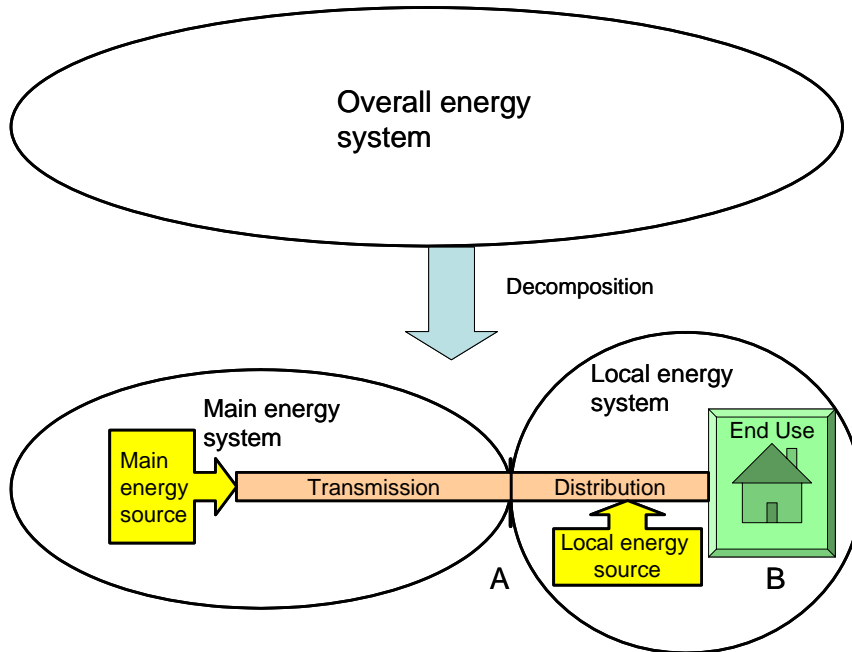 Overall energy
system
Decomposition
Main energy
system
Local energy
system
Main
energy
source
Transmission
Distribution
End Use
Local energy
source
A
B